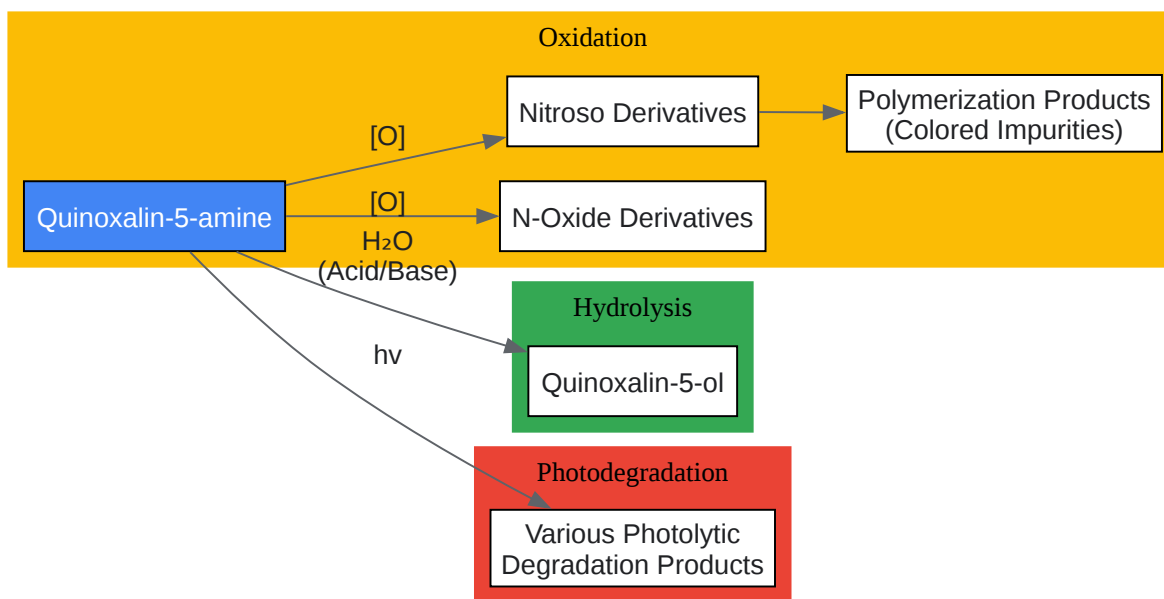 Oxidation
Nitroso Derivatives
Polymerization Products
(Colored Impurities)
[O]
Quinoxalin-5-amine
[O]
N-Oxide Derivatives
H₂O
(Acid/Base)
Hydrolysis
hν
Quinoxalin-5-ol
Photodegradation
Various Photolytic
Degradation Products